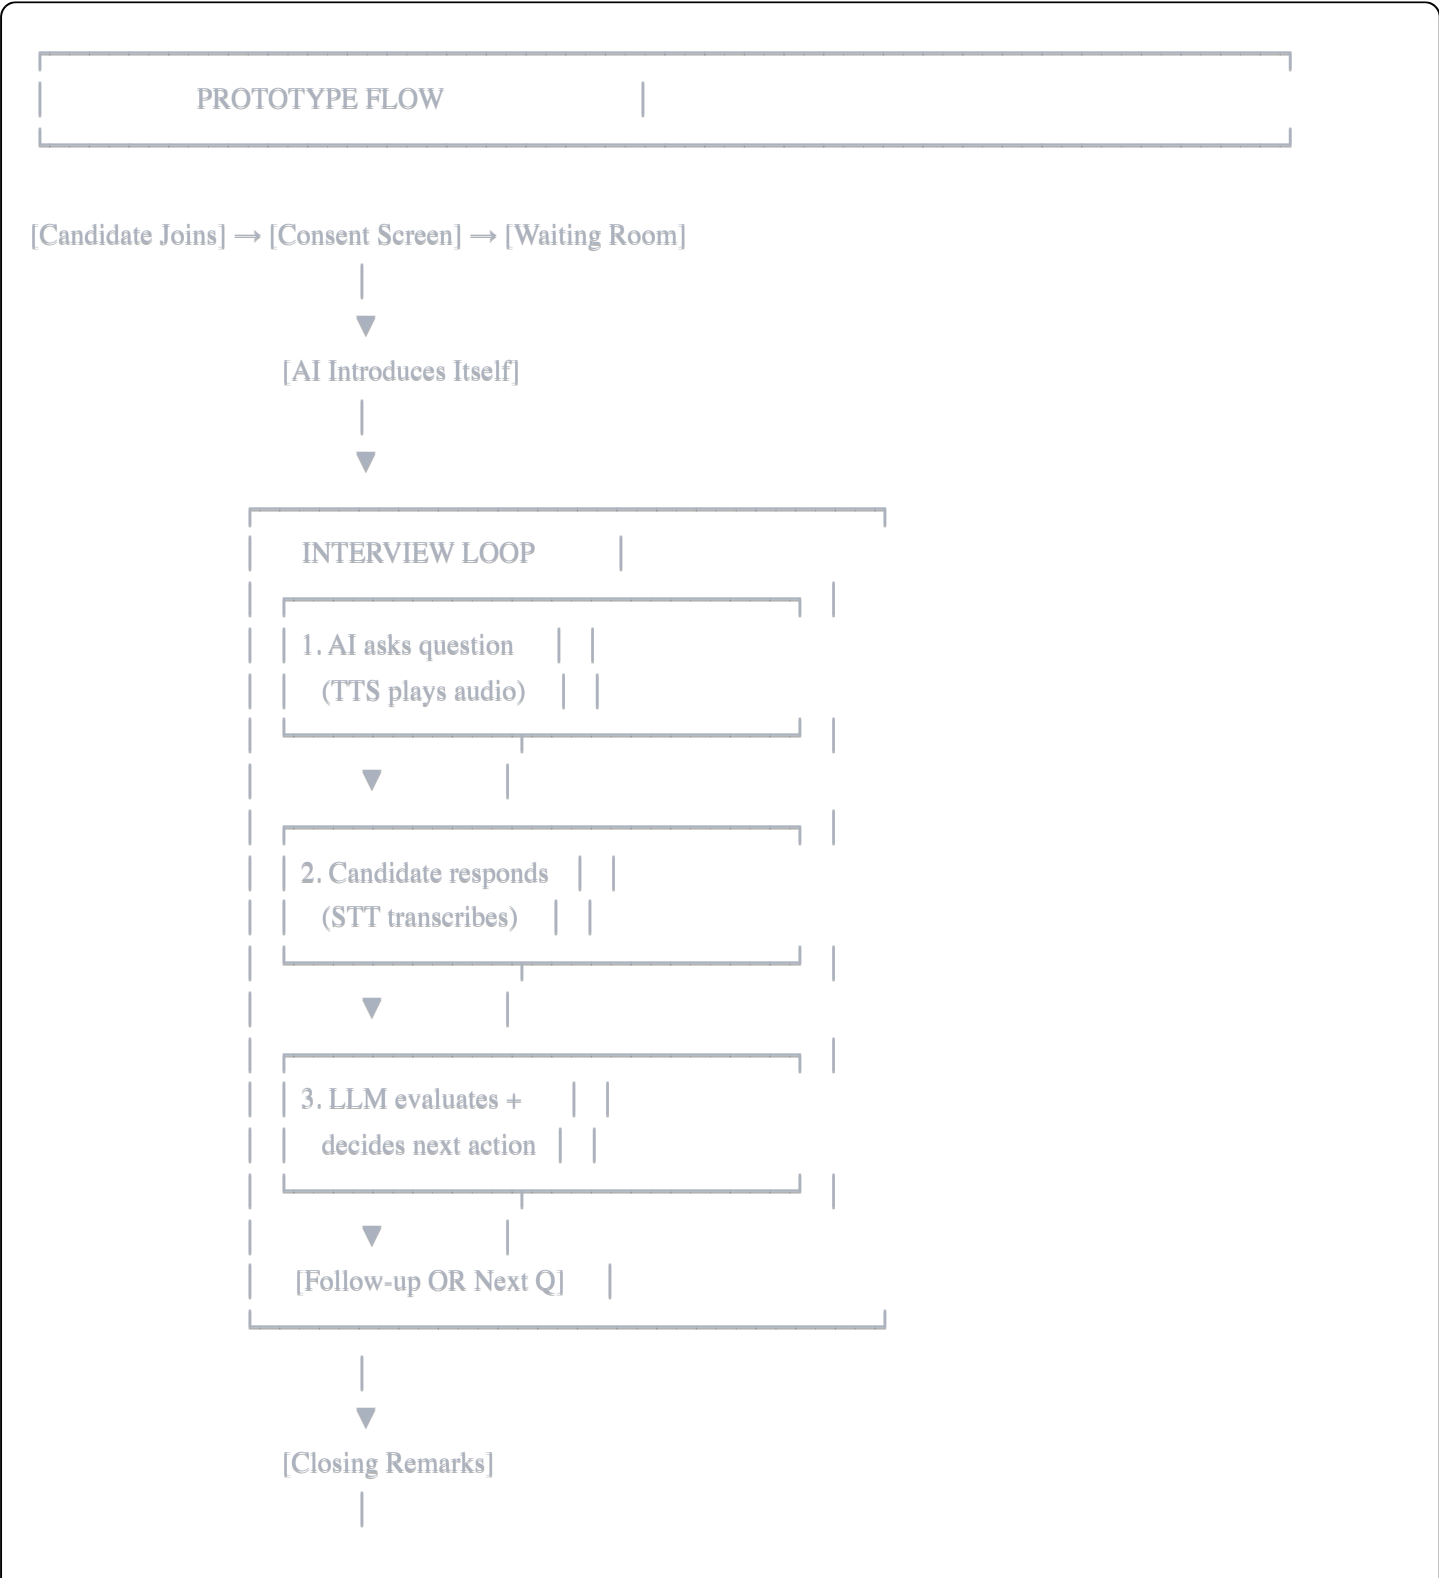 PROTOTYPE FLOW
[Candidate Joins] → [Consent Screen] → [Waiting Room]
[AI Introduces Itself]
INTERVIEW LOOP
1. AI asks question
(TTS plays audio)
2. Candidate responds
(STT transcribes)
3. LLM evaluates +
decides next action
[Follow-up OR Next Q]
[Closing Remarks]